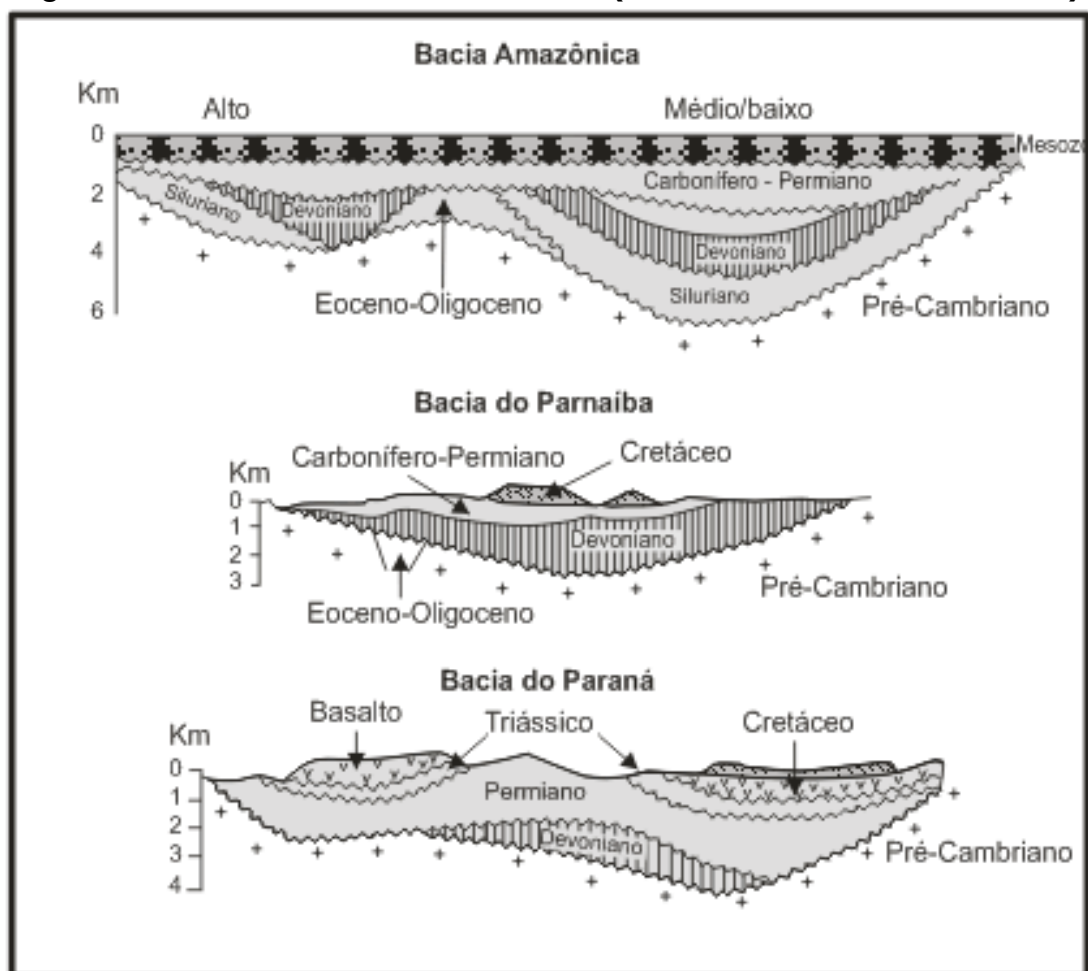 Bacia Amazônica
Km
Alto
Médio/baixo
0
2
4
6
Mesozo
Carbonífero - Permiano
Siluriano
Devoniano
Devoniano
Siluriano
Eoceno-Oligoceno
Pré-Cambriano
Bacia do Parnaíba
Carbonífero-Permiano
Cretáceo
Km
0
1
2
3
Devoniano
Pré-Cambriano
Eoceno-Oligoceno
Bacia do Paraná
Basalto
Triássico
Cretáceo
Km
0
1
2
3
4
Permiano
Devoniano
Pré-Cambriano